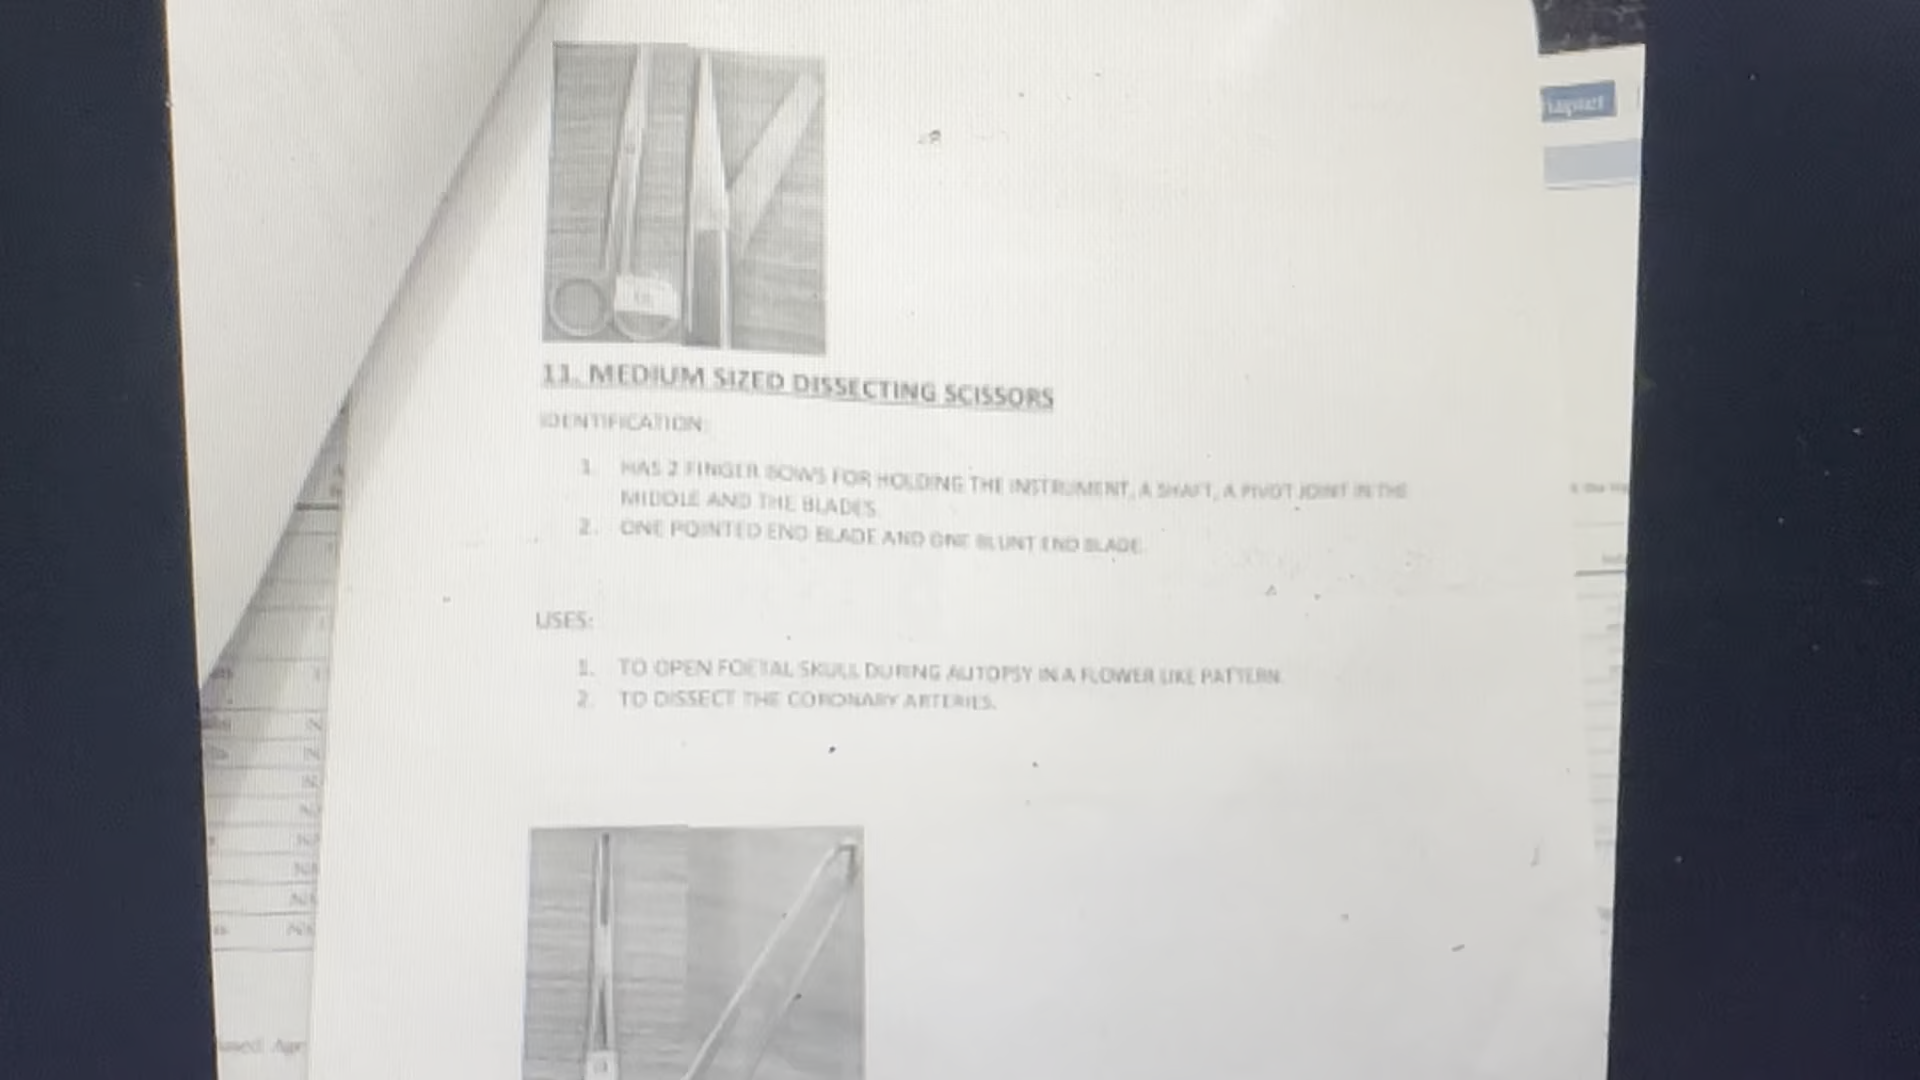 11. MEDIUM SIZED DISSECTING SCISSORS
IDENTIFICATION:
1. HAS 2 FINGER BOWS FOR HOLDING THE INSTRUMENT, A SHAFT, A PIVOT JOINT IN THE
MIDDLE AND THE BLADES
2. ONE POINTED END BLADE AND ONE BLUNT END BLADE.
USES:
1. TO OPEN FOETAL SKULL DURING AUTOPSY IN A FLOWER LIKE PATTERN
2. TO DISSECT THE CORONARY ARTERIES.